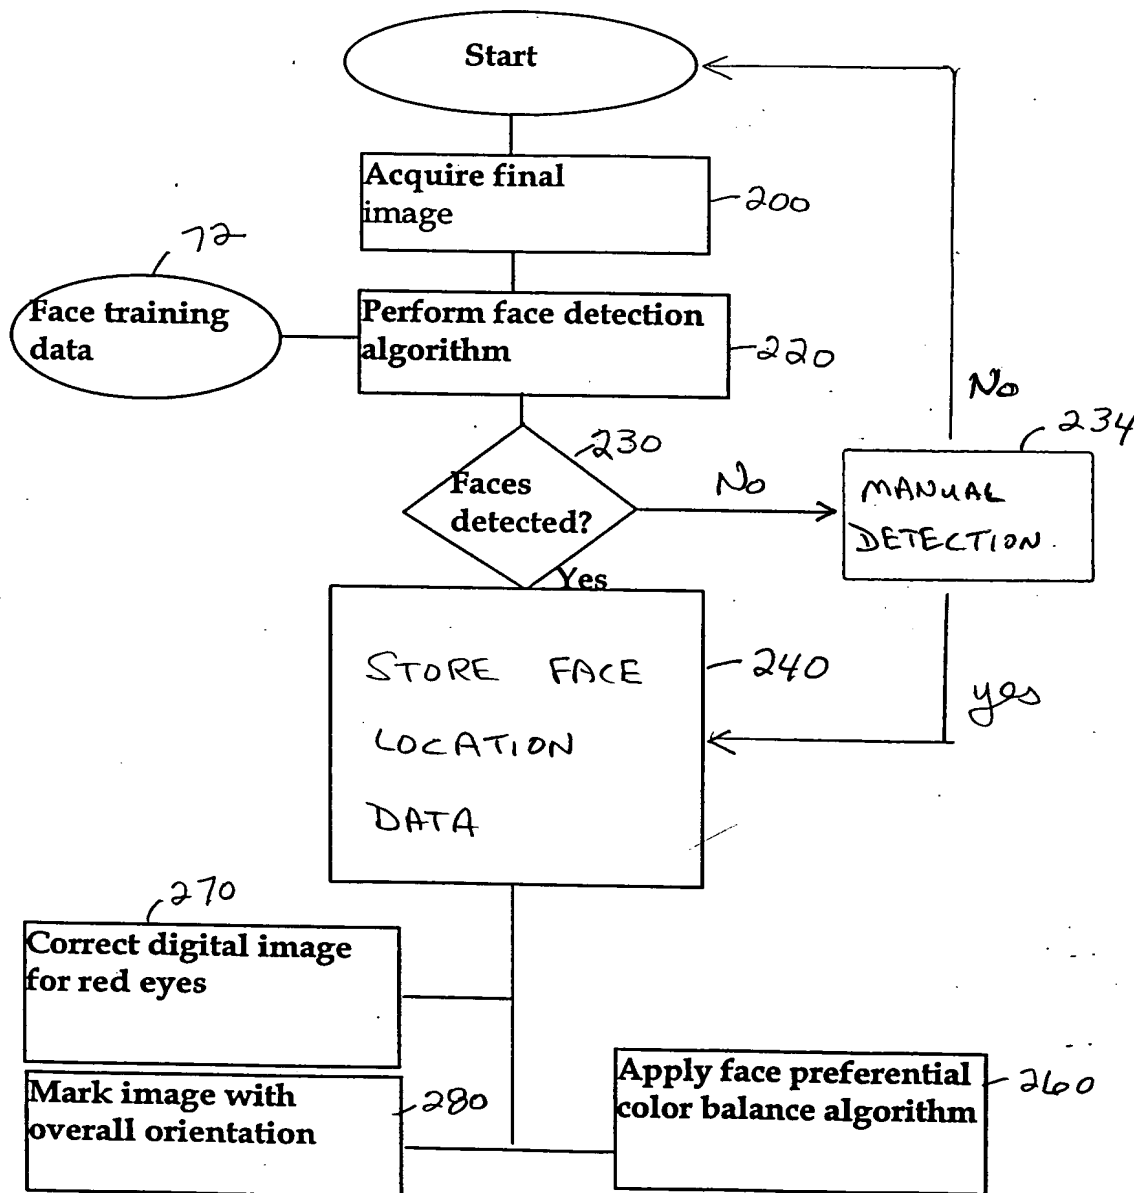 Start
Acquire final
image
200
72
Face training
data
Perform face detection
algorithm
220
No
234
230
Faces
detected?
No
MANUAL
DETECTION.
Yes
STORE FACE
LOCATION
DATA
240
yes
270
Correct digital image
for red eyes
Mark image with
overall orientation
280
Apply face preferential
color balance algorithm
260